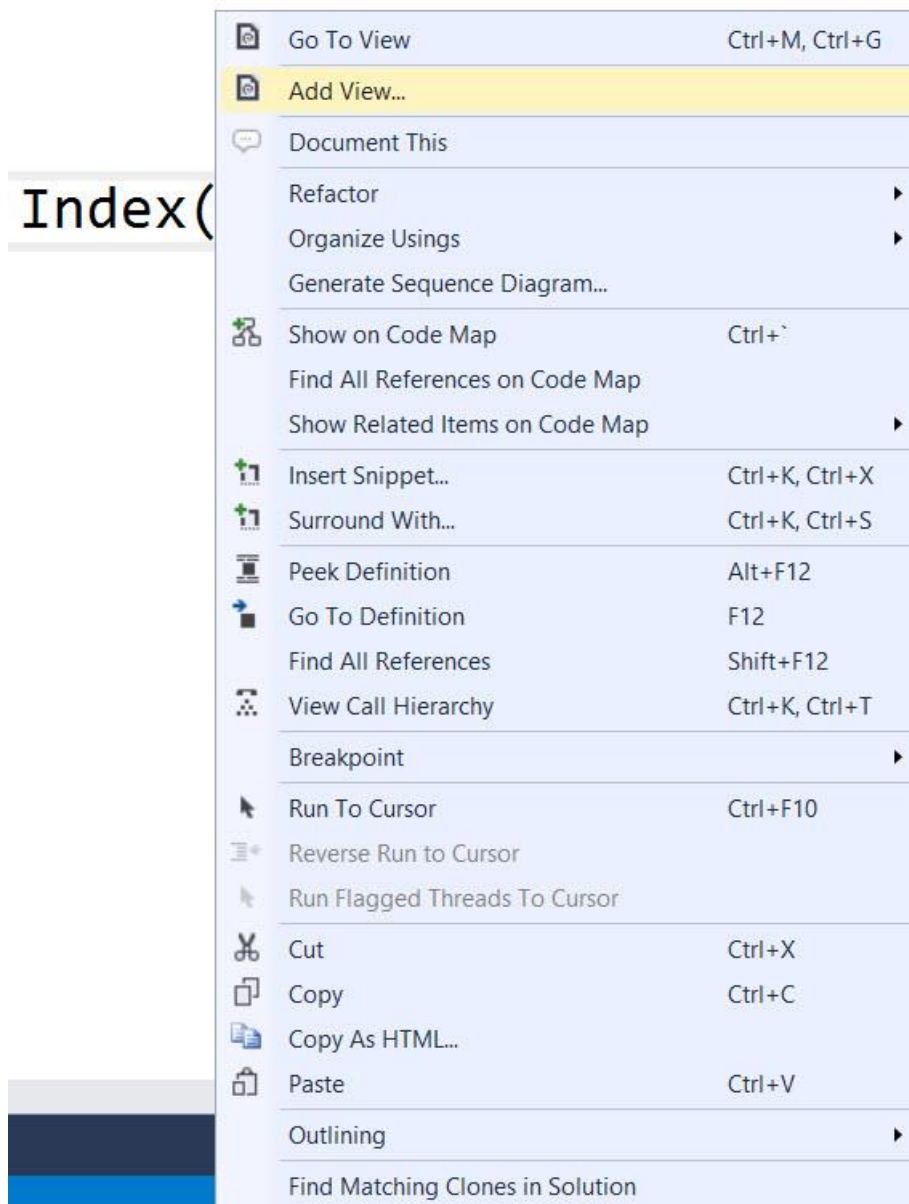 Go To View Ctrl+M, Ctrl+G
Add View...
Document This
Index(
Refactor
Organize Usings
Generate Sequence Diagram...
Show on Code Map Ctrl+`
Find All References on Code Map
Show Related Items on Code Map
Insert Snippet... Ctrl+K, Ctrl+X
Surround With... Ctrl+K, Ctrl+S
Peek Definition Alt+F12
Go To Definition F12
Find All References Shift+F12
View Call Hierarchy Ctrl+K, Ctrl+T
Breakpoint
Run To Cursor Ctrl+F10
Reverse Run to Cursor
Run Flagged Threads To Cursor
Cut Ctrl+X
Copy Ctrl+C
Copy As HTML...
Paste Ctrl+V
Outlining
Find Matching Clones in Solution